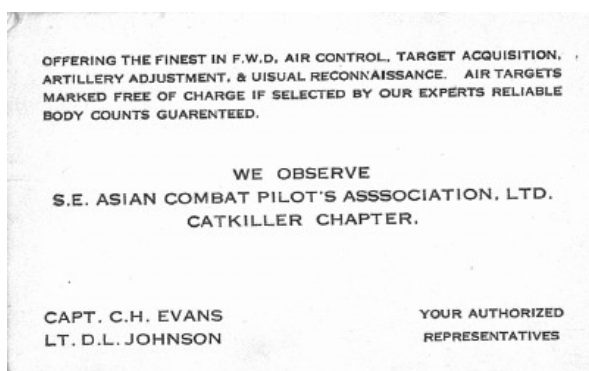 OFFERING THE FINEST IN F.W.D. AIR CONTROL, TARGET ACQUISITION,
ARTILLERY ADJUSTMENT, & UISUAL RECONNAISSANCE. AIR TARGETS
MARKED FREE OF CHARGE IF SELECTED BY OUR EXPERTS RELIABLE
BODY COUNTS GUARENTEED.
WE OBSERVE
S.E. ASIAN COMBAT PILOT'S ASSSOCIATION, LTD.
CATKILLER CHAPTER.
CAPT. C.H. EVANS
LT. D.L. JOHNSON
YOUR AUTHORIZED
REPRESENTATIVES